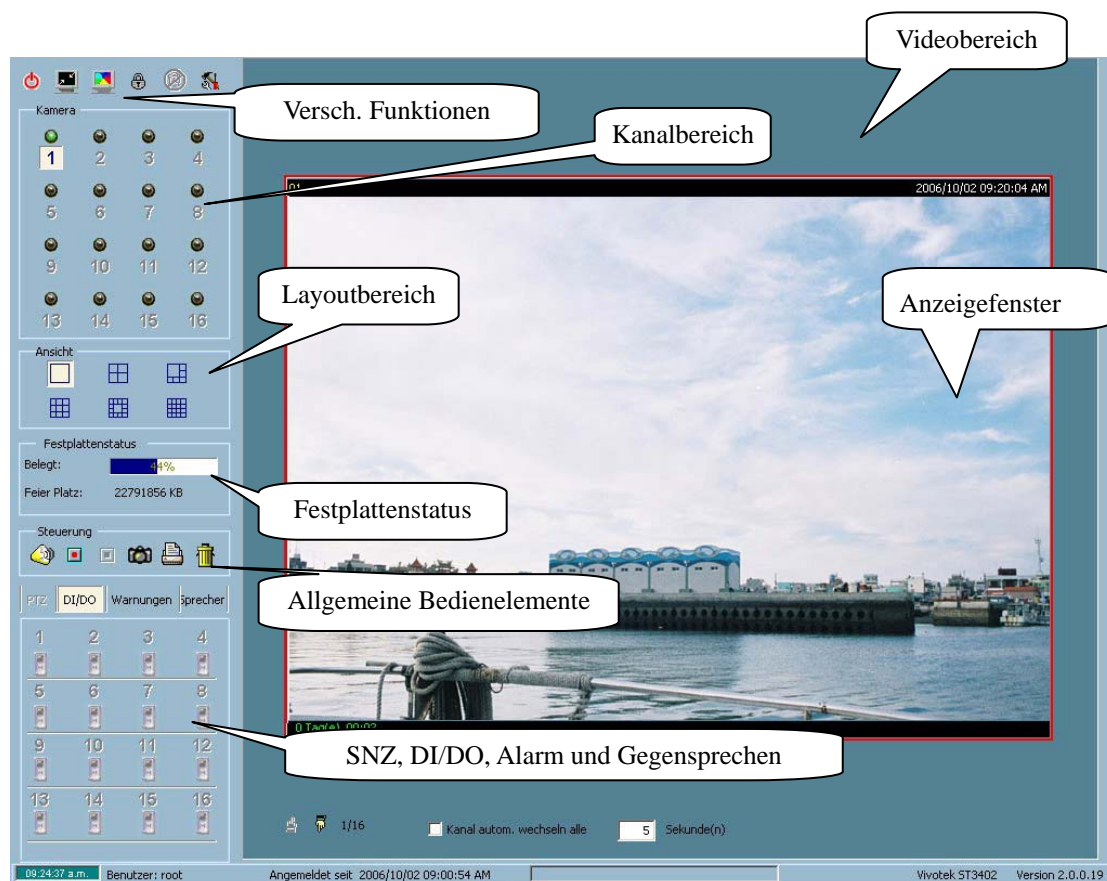 Videobereich
Versch. Funktionen
Kanalbereich
Kamera
1 2 3 4
5 6 7 8
9 10 11 12
13 14 15 16
01
2006/10/02 09:20:04 AM
Layoutbereich
Anzeigefenster
Ansicht
Festplattenstatus
Belegt: 44%
Feier Platz: 22791856 KB
Festplattenstatus
Steuerung
Allgemeine Bedienelemente
PTZ DI/DO Warnungen Sprecher
1 2 3 4
5 6 7 8
9 10 11 12
13 14 15 16
0 Tag(e) 00:02
SNZ, DI/DO, Alarm und Gegensprechen
1/16 Kanal autom. wechseln alle 5 Sekunde(n)
09:24:37 a.m. Benutzer: root Angemeldet seit 2006/10/02 09:00:54 AM Vivotek ST3402 Version 2.0.0.19